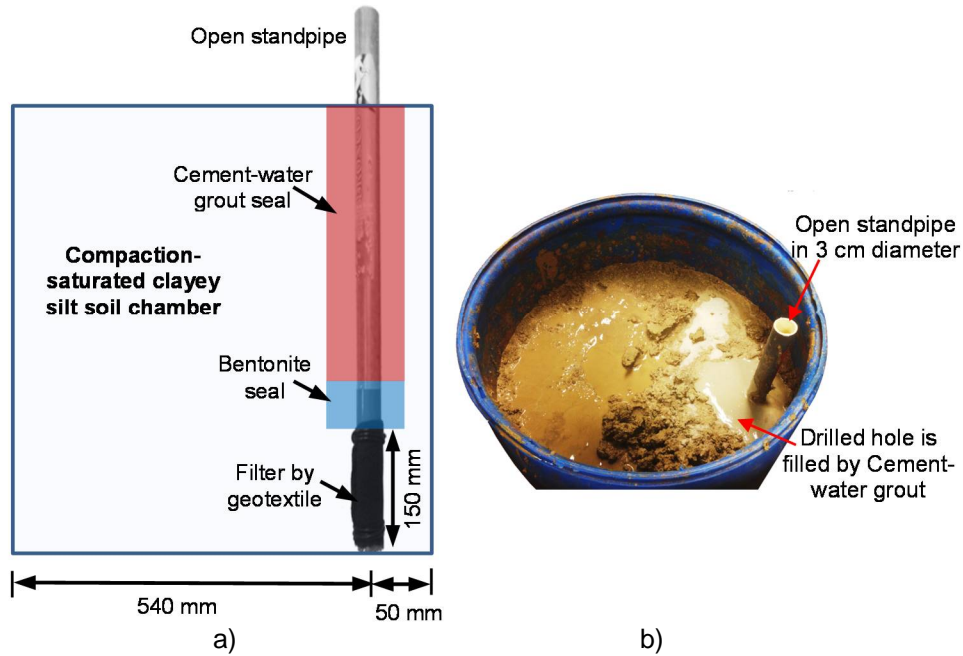 Open standpipe
Cement-water
grout seal
Compaction-
saturated clayey
silt soil chamber
Bentonite
seal
Filter by
geotextile
150 mm
540 mm
50 mm
a)
Open standpipe
in 3 cm diameter
Drilled hole is
filled by Cement-
water grout
b)